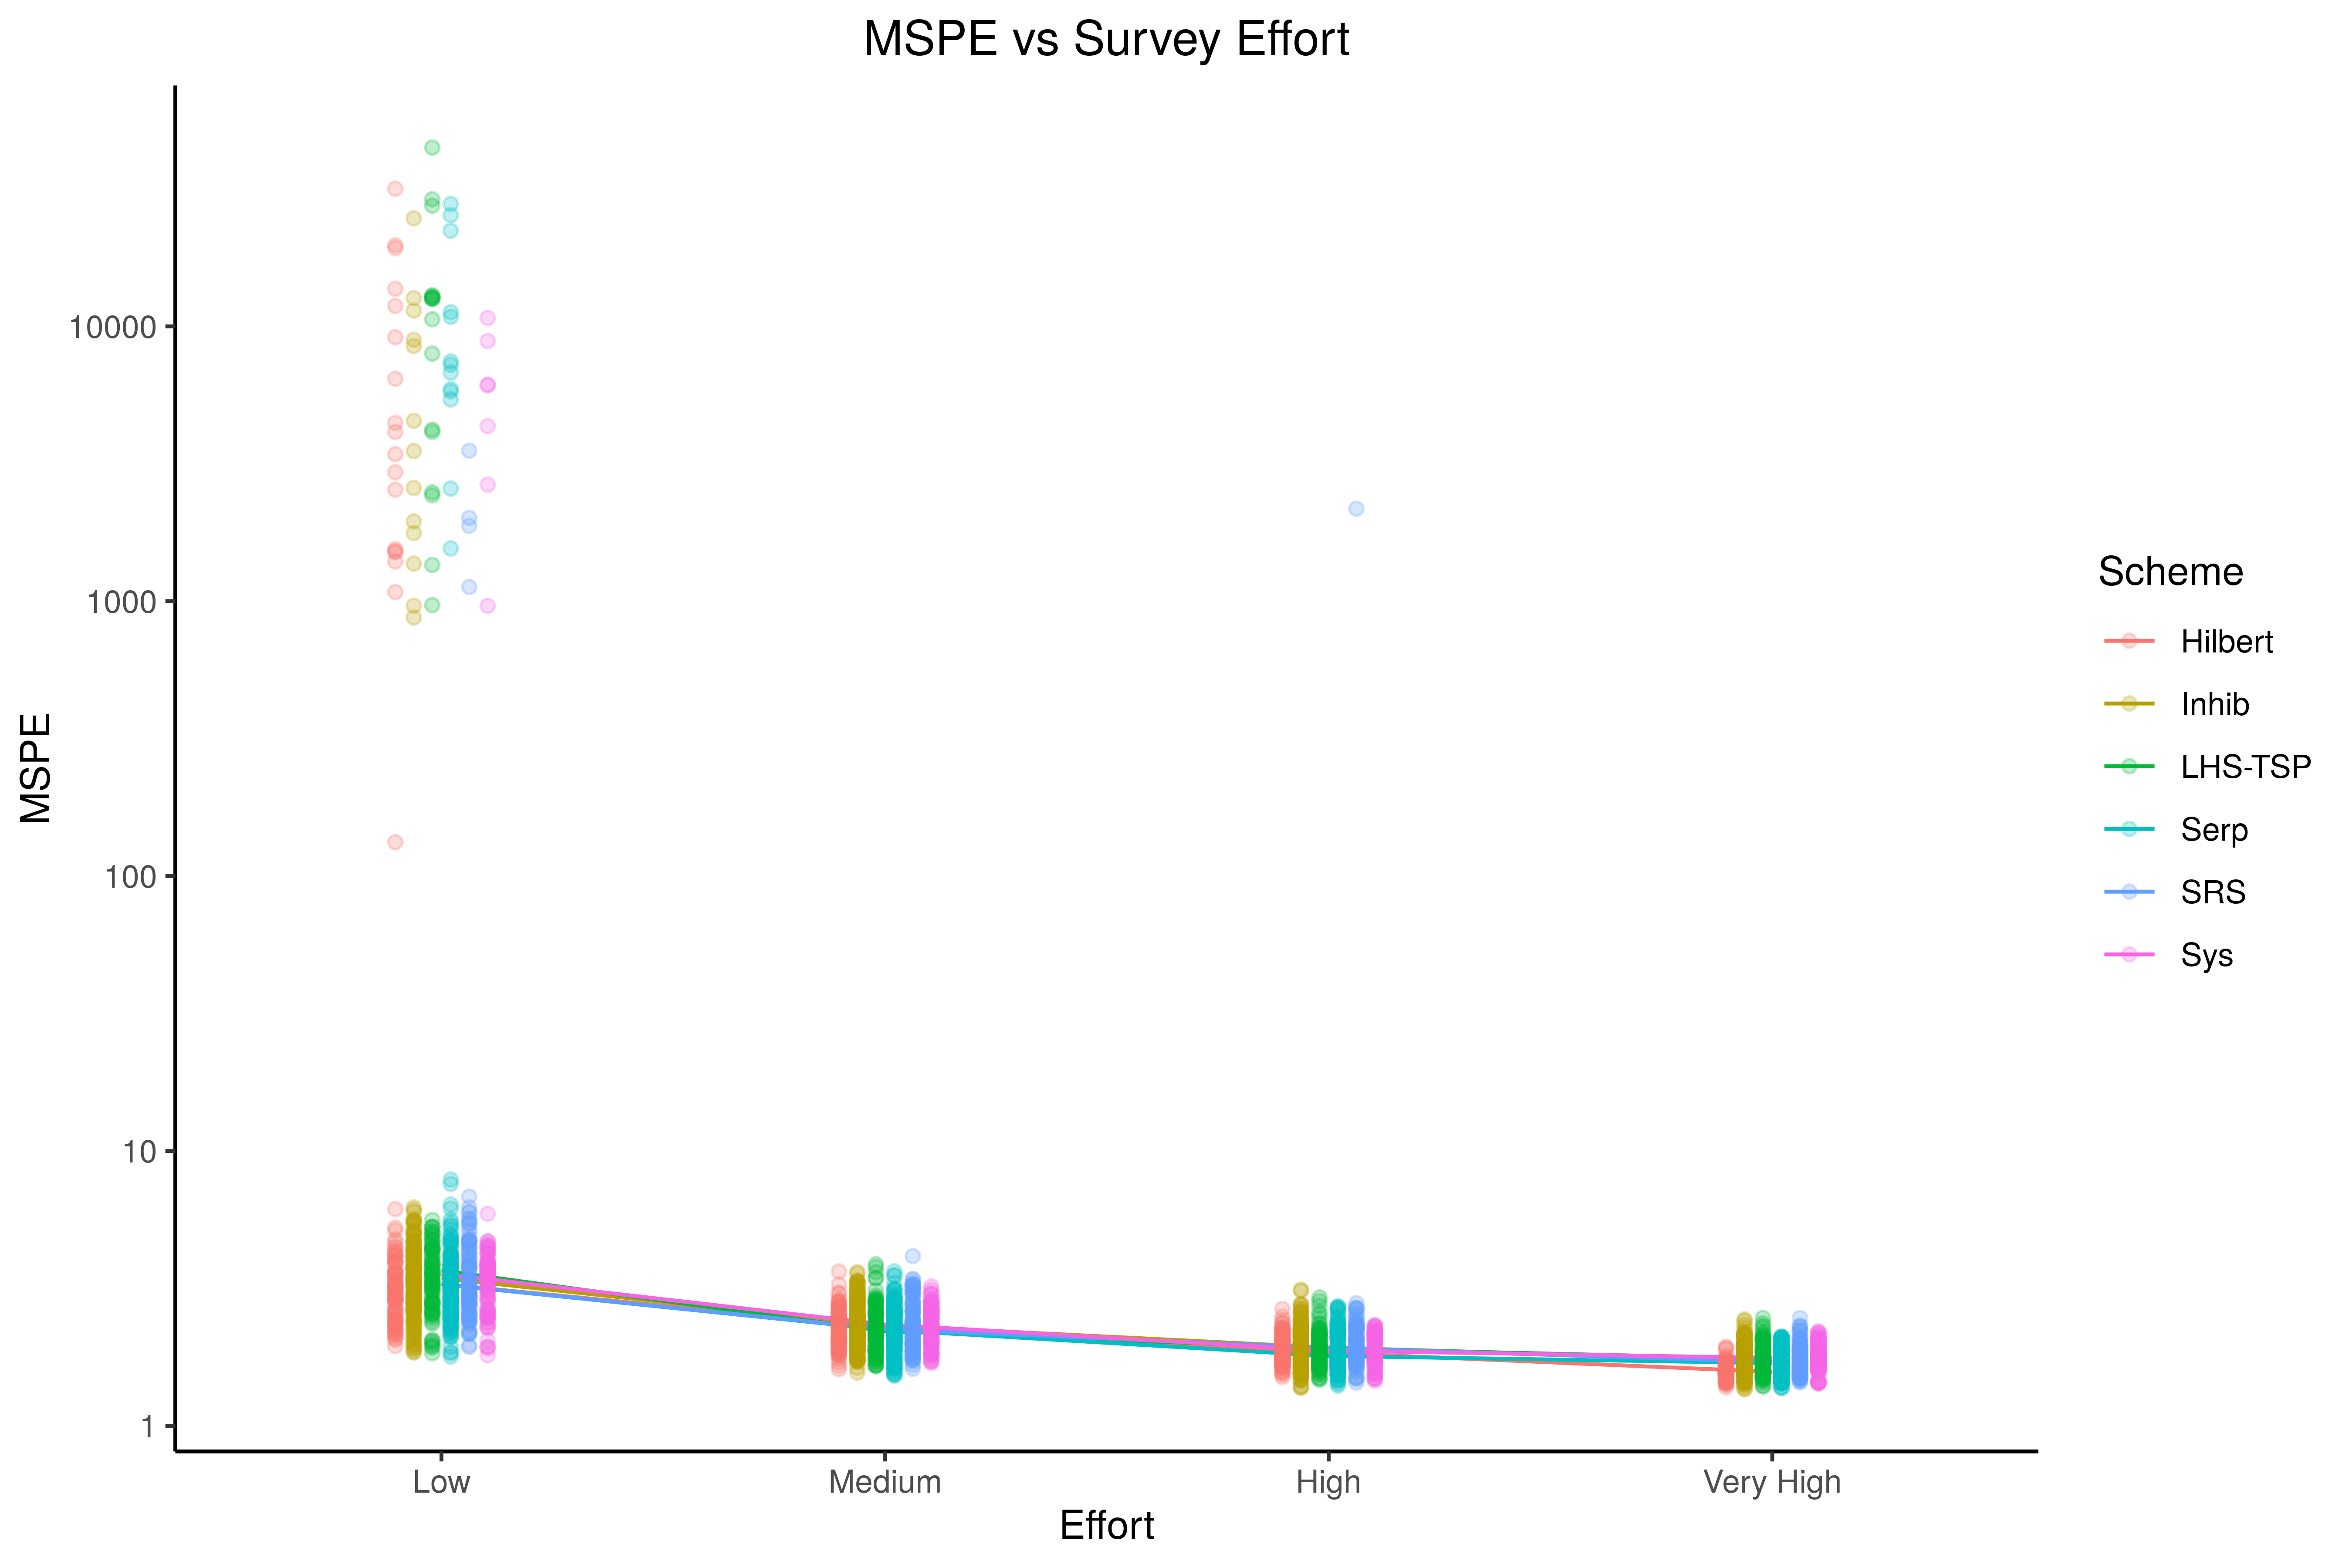 MSPE vs Survey Effort
MSPE
10000
1000
100
10
1
Low
Medium
High
Very High
Effort
Scheme
Hilbert
Inhib
LHS-TSP
Serp
SRS
Sys